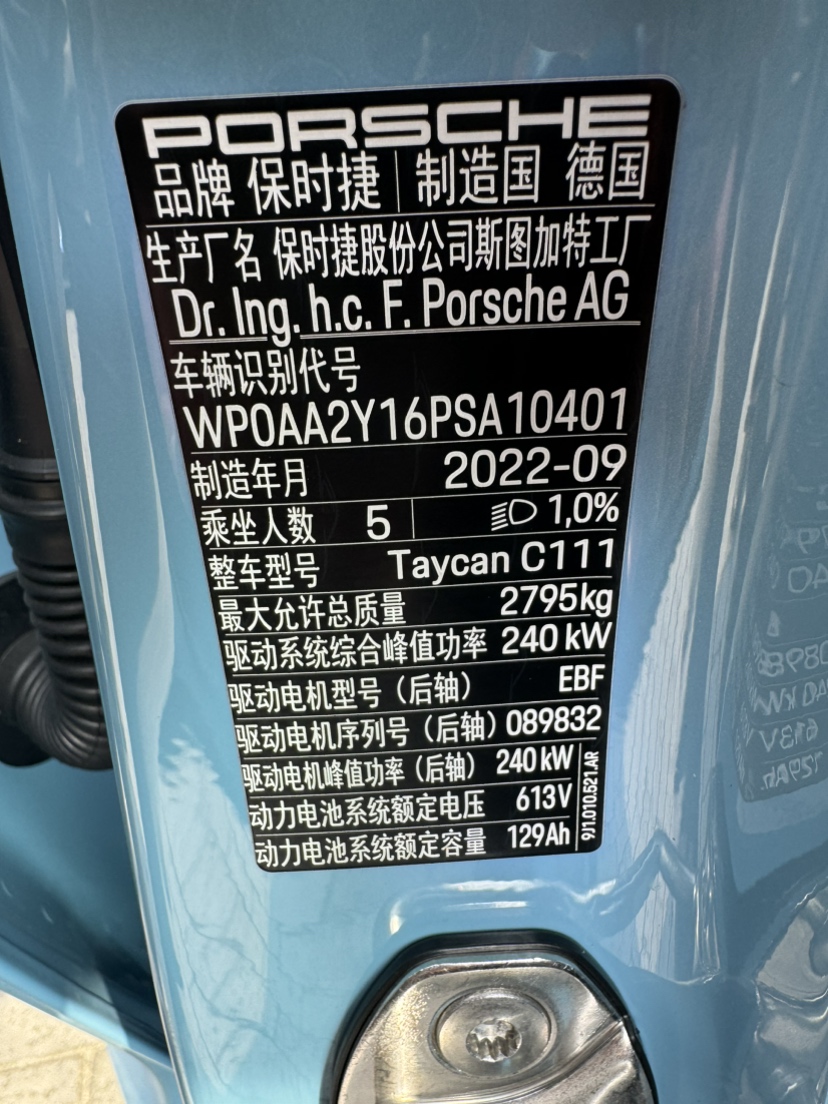 PORSCHE
品牌 保时捷 制造国 德国
生产厂名 保时捷股份公司斯图加特工厂
Dr. Ing. h.c. F. Porsche AG
车辆识别代号
WP0AA2Y16PSA10401
制造年月 2022-09
乘坐人数 5 1,0%
整车型号 Taycan C111
最大允许总质量 2795kg
驱动系统综合峰值功率 240 kW
驱动电机型号（后轴） EBF
驱动电机序列号（后轴） 089832
驱动电机峰值功率（后轴） 240 kW
动力电池系统额定电压 613V
动力电池系统额定容量 129Ah
9J1.010.521.AR